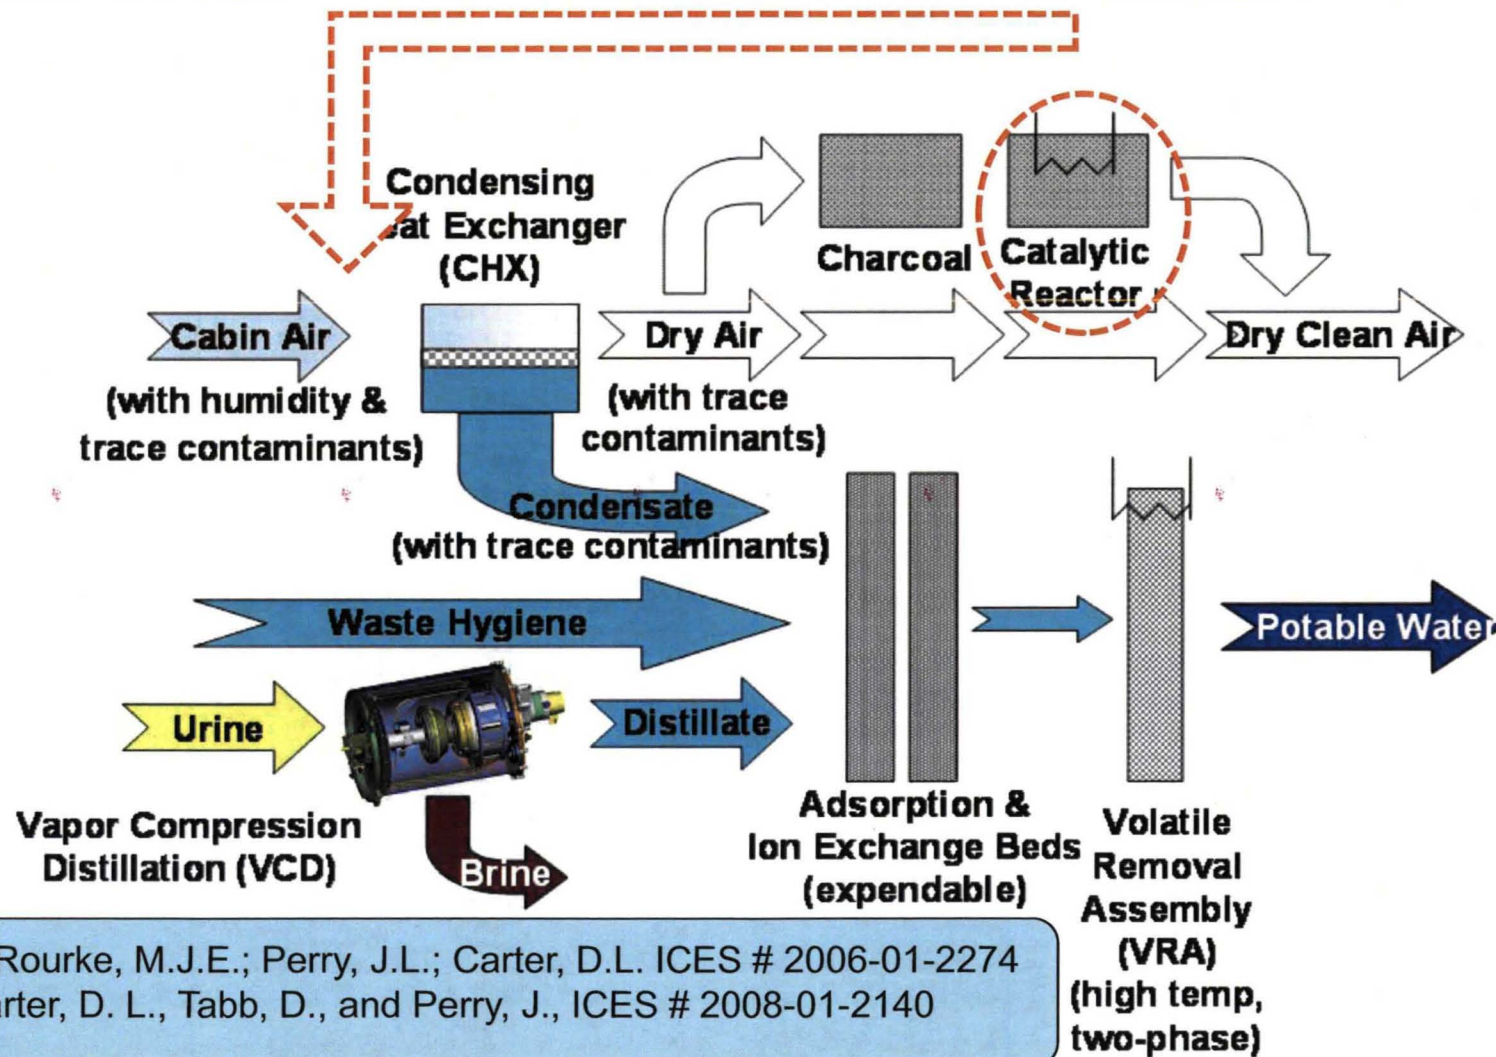 Condensing
eat Exchanger
(CHX)
Charcoal
Catalytic
Reactor
Cabin Air
Dry Air
Dry Clean Air
(with humidity &
trace contaminants)
(with trace
contaminants)
Condensate
(with trace contaminants)
Waste Hygiene
Potable Water
Urine
Distillate
Vapor Compression
Distillation (VCD)
Brine
Adsorption &
Ion Exchange Beds
(expendable)
Volatile
Removal
Assembly
(VRA)
(high temp,
two-phase)
Rourke, M.J.E.; Perry, J.L.; Carter, D.L. ICES # 2006-01-2274
arter, D. L., Tabb, D., and Perry, J., ICES # 2008-01-2140